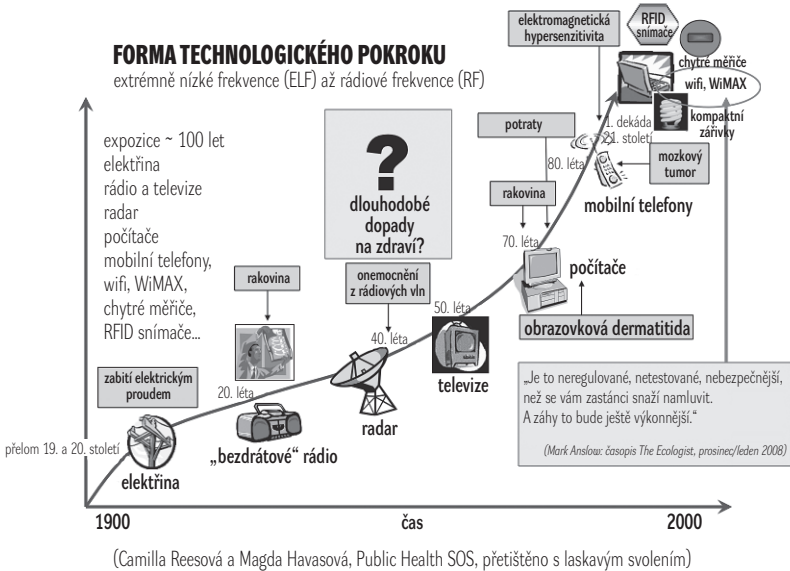 FORMA TECHNOLOGICKÉHO POKROKU
extrémně nízké frekvence (ELF) až rádiové frekvence (RF)
elektromagnetická
hypersenzitivita
RFID
snímače
chytré měřiče
wifi, WiMAX
kompaktní
zářivky
1. dekáda
21. století
80. léta
mozkový
tumor
mobilní telefony
potraty
rakovina
70. léta
počítače
obrazovková dermatitida
expozice ~ 100 let
elektřina
rádio a televize
radar
počítače
mobilní telefony,
wifi, WiMAX,
chytré měřiče,
RFID snímače...
?
dlouhodobé
dopady
na zdraví?
onemocnění
z rádiových vln
50. léta
televize
40. léta
radar
rakovina
20. léta
„bezdrátové“ rádio
zabití elektrickým
proudem
přelom 19. a 20. století
elektřina
„Je to neregulované, netestované, nebezpečnější,
než se vám zastánci snaží namluvit.
A záhy to bude ještě výkonnější.“
(Mark Anslow: časopis The Ecologist, prosinec/leden 2008)
1900
čas
2000
(Camilla Reesová a Magda Havasová, Public Health SOS, přetištěno s laskavým svolením)